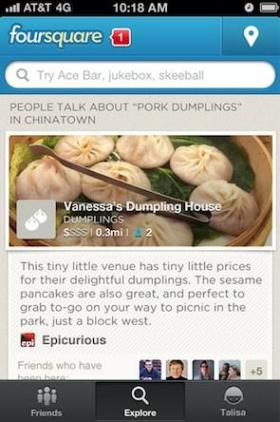 AT&T 4G 10:18 AM
foursquare 1
Try Ace Bar, jukebox, skeeball
PEOPLE TALK ABOUT "PORK DUMPLINGS"
IN CHINATOWN
Vanessa's Dumpling House
DUMPLINGS
$$$$ | 0.3mi | 2
This tiny little venue has tiny little prices
for their delightful dumplings. The sesame
pancakes are also great, and perfect to
grab to-go on your way to picnic in the
park, just a block west.
epi Epicurious
Friends who have
been here:
+5
Friends Explore Talisa